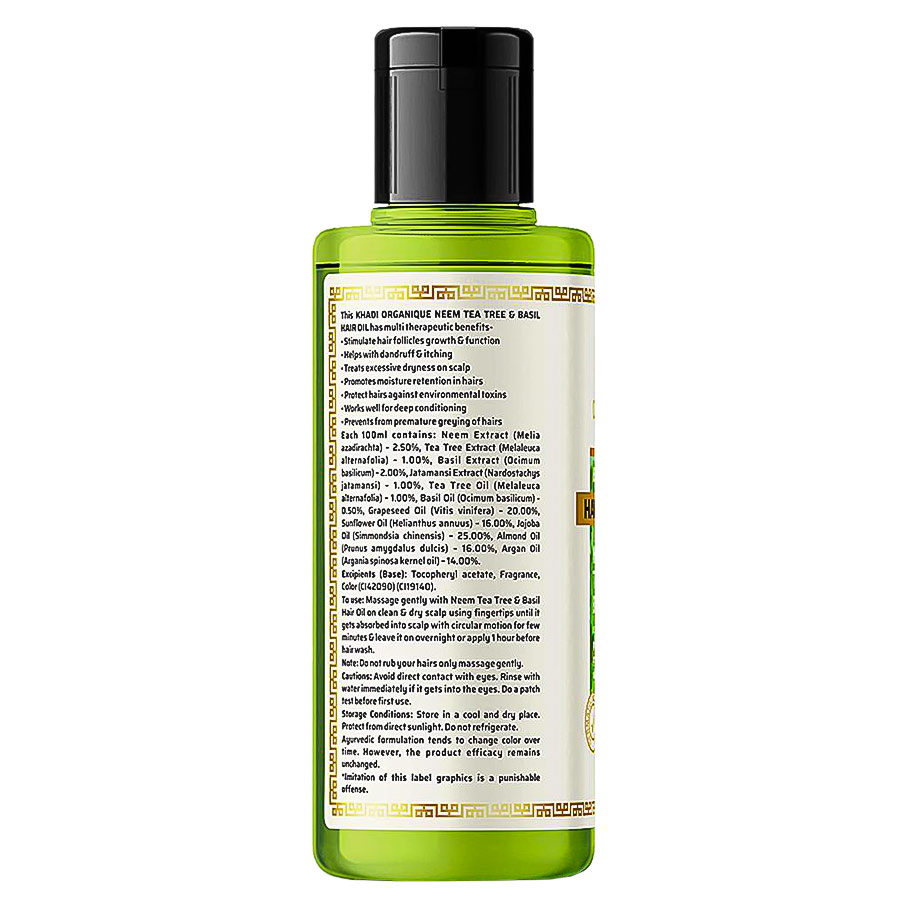 This KHADI ORGANIQUE NEEM TEA TREE & BASIL
HAIR OIL has multi therapeutic benefits-
•Stimulate hair follicles growth & function
•Helps with dandruff & itching
•Treats excessive dryness on scalp
•Promotes moisture retention in hairs
•Protect hairs against environmental toxins
•Works well for deep conditioning
•Prevents from premature greying of hairs
Each 100ml contains: Neem Extract (Melia
azadirachta) - 2.50%, Tea Tree Extract (Melaleuca
alternafolia) - 1.00%, Basil Extract (Ocimum
basilicum) - 2.00%, Jatamansi Extract (Nardostachys
jatamansi) - 1.00%, Tea Tree Oil (Melaleuca
alternafolia) - 1.00%, Basil Oil (Ocimum basilicum) -
0.50%, Grapeseed Oil (Vitis vinifera) - 20.00%,
Sunflower Oil (Helianthus annuus) - 16.00%, Jojoba
Oil (Simmondsia chinensis) - 25.00%, Almond Oil
(Prunus amygdalus dulcis) - 16.00%, Argan Oil
(Argania spinosa kernel oil) - 14.00%.
Excipients (Base): Tocopheryl acetate, Fragrance,
Color (CI42090) (CI19140).
To use: Massage gently with Neem Tea Tree & Basil
Hair Oil on clean & dry scalp using fingertips until it
gets absorbed into scalp with circular motion for few
minutes & leave it on overnight or apply 1 hour before
hair wash.
Note: Do not rub your hairs only massage gently.
Cautions: Avoid direct contact with eyes. Rinse with
water immediately if it gets into the eyes. Do a patch
test before first use.
Storage Conditions: Store in a cool and dry place.
Protect from direct sunlight. Do not refrigerate.
Ayurvedic formulation tends to change color over
time. However, the product efficacy remains
unchanged.
*Imitation of this label graphics is a punishable
offense.
HA